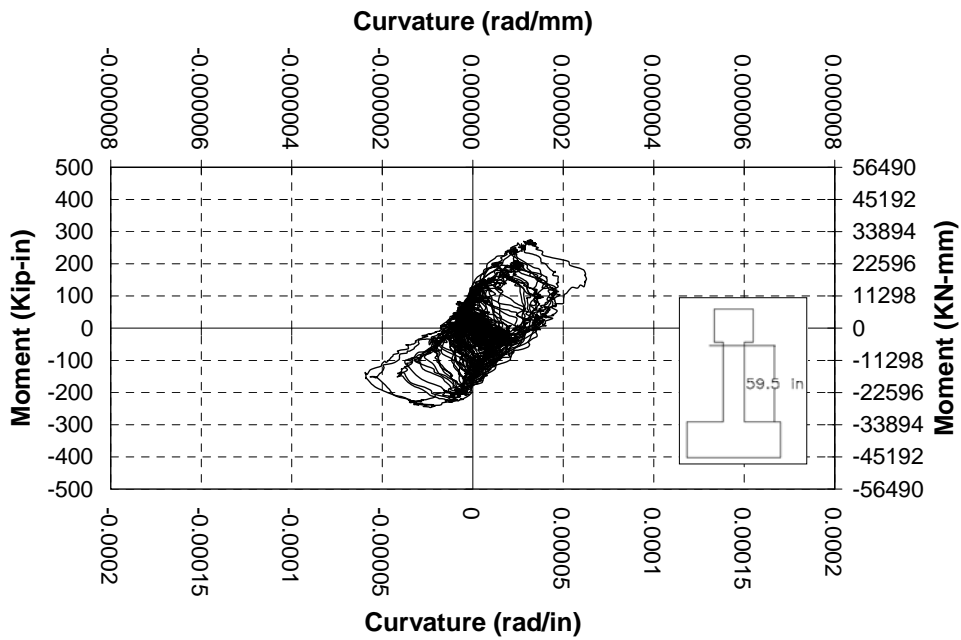 Curvature (rad/mm)
-0.000008 -0.000006 -0.000004 -0.000002 0 0.000002 0.000004 0.000006 0.000008
500 56490
400 45192
300 33894
200 22596
100 11298
0 0
-100 -11298
-200 -22596
-300 -33894
-400 -45192
-500 -56490
Moment (Kip-in)
Moment (KN-mm)
59.5 in
-0.0002 -0.00015 -0.0001 -0.00005 0 0.00005 0.0001 0.00015 0.0002
Curvature (rad/in)